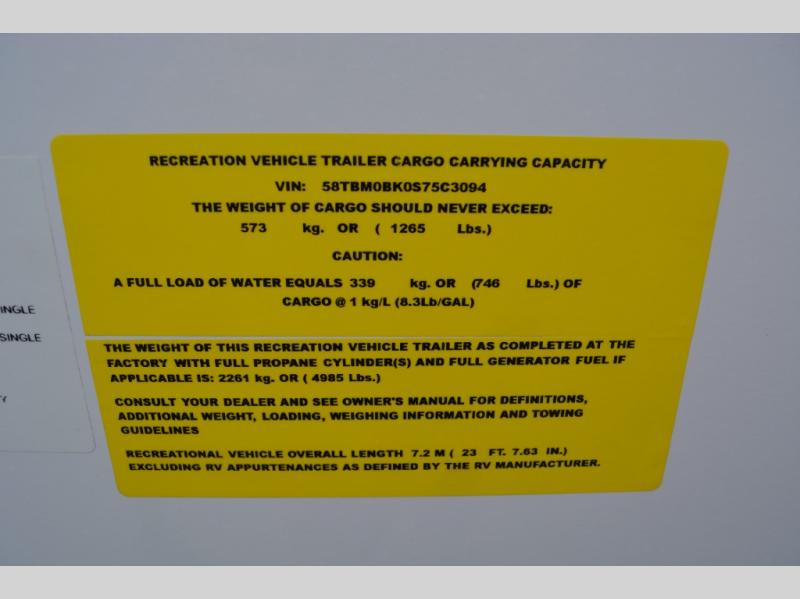 RECREATION VEHICLE TRAILER CARGO CARRYING CAPACITY
VIN: 58TBM0BK0S75C3094
THE WEIGHT OF CARGO SHOULD NEVER EXCEED:
573 kg. OR ( 1265 Lbs.)
CAUTION:
A FULL LOAD OF WATER EQUALS 339 kg. OR (746 Lbs.) OF
CARGO @ 1 kg/L (8.3Lb/GAL)
INGLE
SINGLE
THE WEIGHT OF THIS RECREATION VEHICLE TRAILER AS COMPLETED AT THE
FACTORY WITH FULL PROPANE CYLINDER(S) AND FULL GENERATOR FUEL IF
APPLICABLE IS: 2261 kg. OR ( 4985 Lbs.)
CONSULT YOUR DEALER AND SEE OWNER'S MANUAL FOR DEFINITIONS,
ADDITIONAL WEIGHT, LOADING, WEIGHING INFORMATION AND TOWING
GUIDELINES
RECREATIONAL VEHICLE OVERALL LENGTH 7.2 M ( 23 FT. 7.63 IN.)
EXCLUDING RV APPURTENANCES AS DEFINED BY THE RV MANUFACTURER.